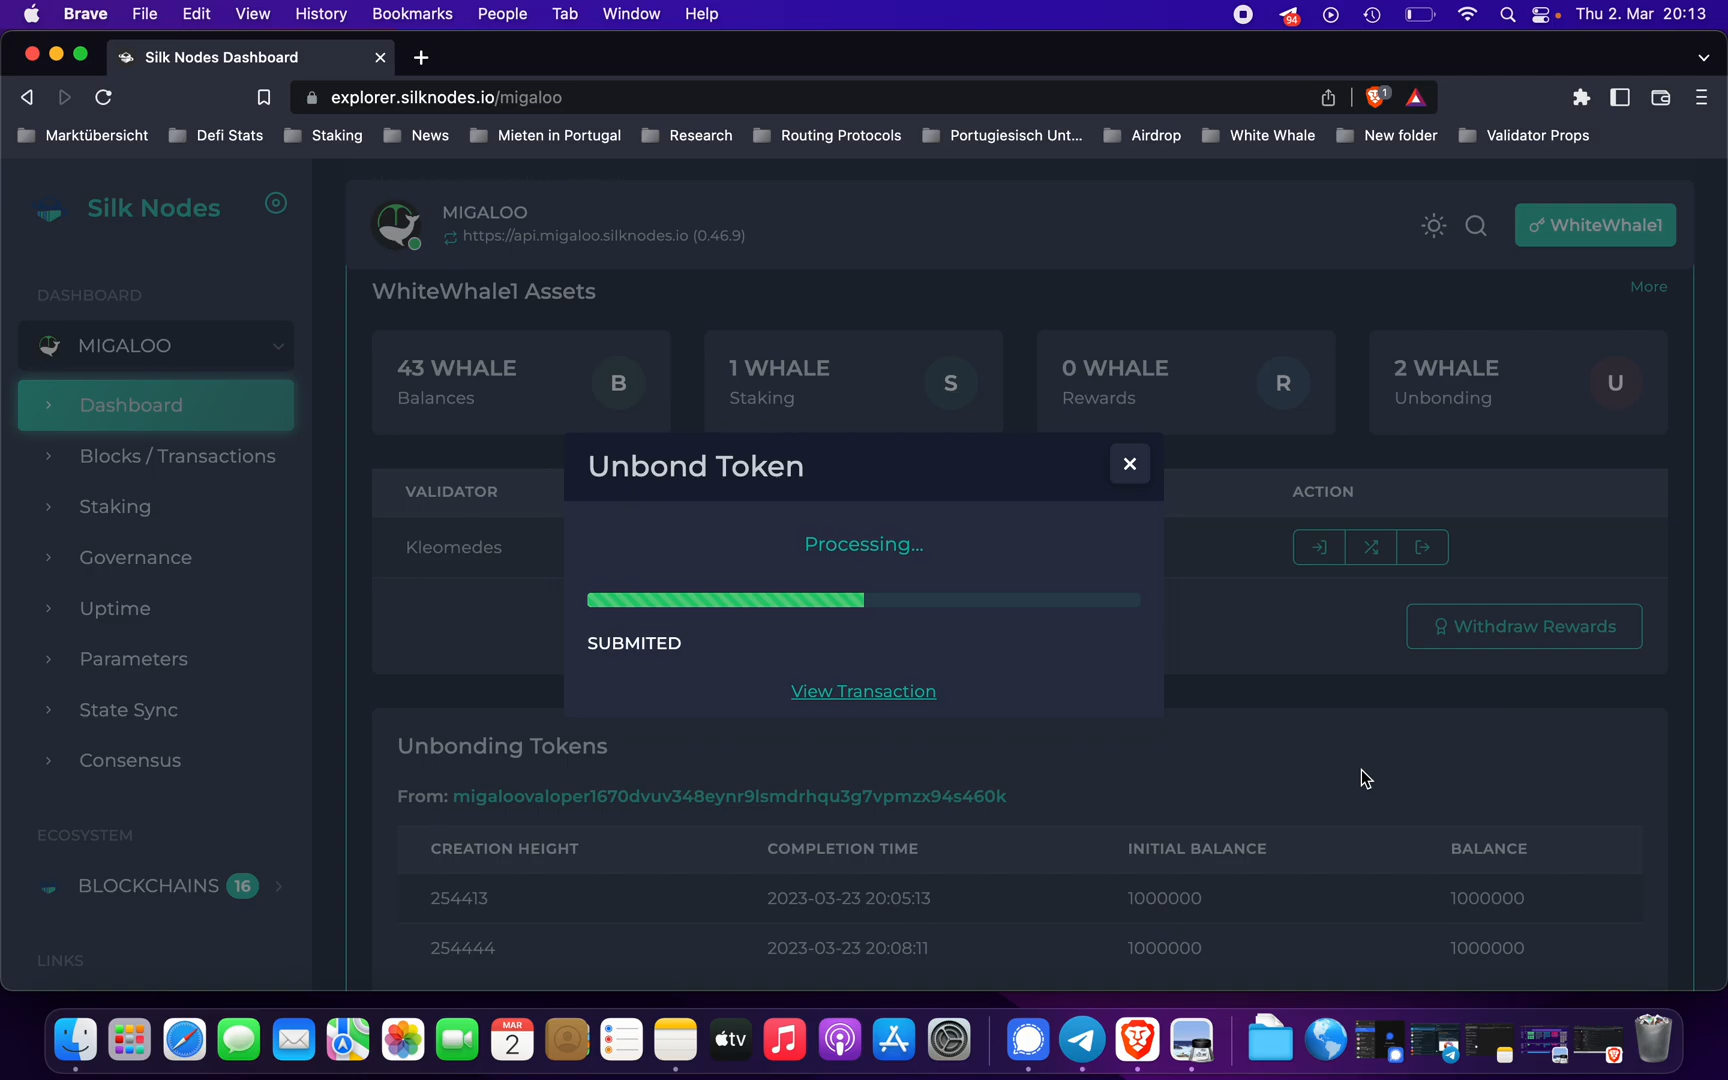 Brave File Edit View History Bookmarks People Tab Window Help 94 Thu 2. Mar 20:13
Silk Nodes Dashboard
explorer.silknodes.io/migaloo 1
Marktübersicht Defi Stats Staking News Mieten in Portugal Research Routing Protocols Portugiesisch Unt... Airdrop White Whale New folder Validator Props
Silk Nodes
DASHBOARD
MIGALOO
Dashboard
Blocks / Transactions
Staking
Governance
Uptime
Parameters
State Sync
Consensus
ECOSYSTEM
BLOCKCHAINS 16
LINKS
MIGALOO
https://api.migaloo.silknodes.io (0.46.9)
WhiteWhale1
WhiteWhale1 Assets
More
43 WHALE
Balances
B
1 WHALE
Staking
S
0 WHALE
Rewards
R
2 WHALE
Unbonding
U
VALIDATOR ACTION
Kleomedes
Withdraw Rewards
Unbond Token
Processing...
SUBMITED
View Transaction
Unbonding Tokens
From: migaloovaloper1670dvuv348eynr9lsmdrhqu3g7vpmzx94s460k
CREATION HEIGHT COMPLETION TIME INITIAL BALANCE BALANCE
254413 2023-03-23 20:05:13 1000000 1000000
254444 2023-03-23 20:08:11 1000000 1000000
MAR
2
tv